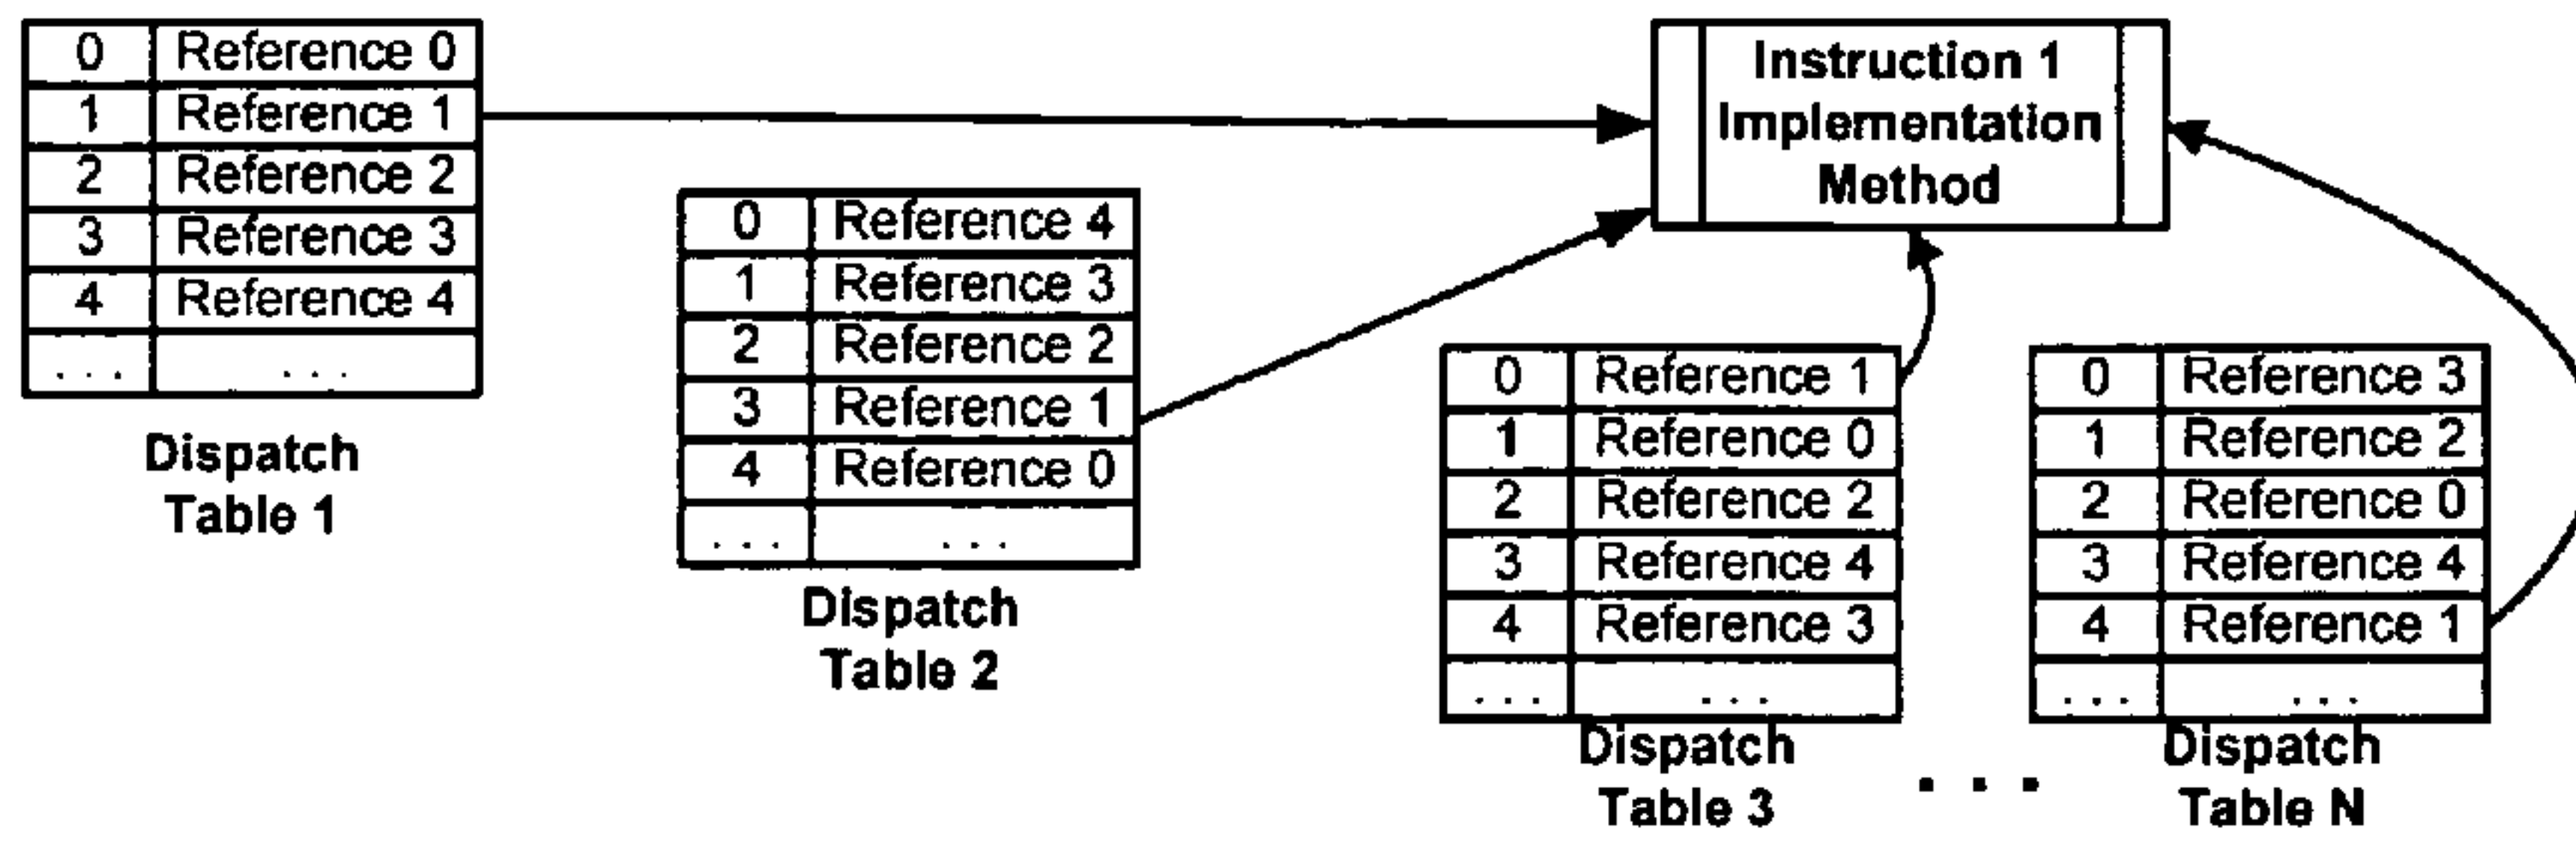 0 Reference 0
1 Reference 1
2 Reference 2
3 Reference 3
4 Reference 4
. . . . . .
Dispatch
Table 1
0 Reference 4
1 Reference 3
2 Reference 2
3 Reference 1
4 Reference 0
. . . . . .
Dispatch
Table 2
Instruction 1
Implementation
Method
0 Reference 1
1 Reference 0
2 Reference 2
3 Reference 4
4 Reference 3
. . . . . .
Dispatch
Table 3
. . .
0 Reference 3
1 Reference 2
2 Reference 0
3 Reference 4
4 Reference 1
. . . . . .
Dispatch
Table N